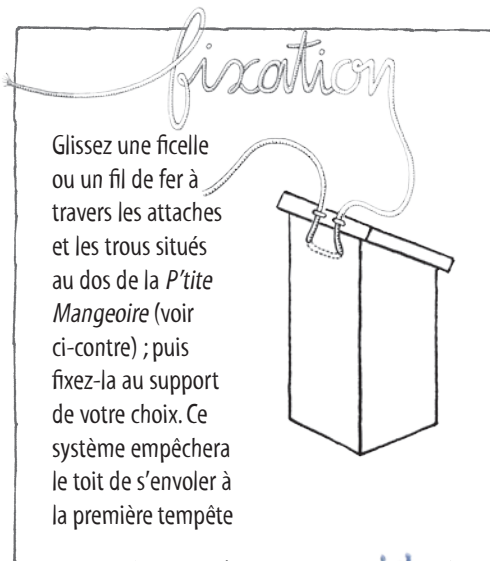 fixation
Glissez une ficelle
ou un fil de fer à
travers les attaches
et les trous situés
au dos de la P'tite
Mangeoire (voir
ci-contre) ; puis
fixez-la au support
de votre choix. Ce
système empêchera
le toit de s'envoler à
la première tempête